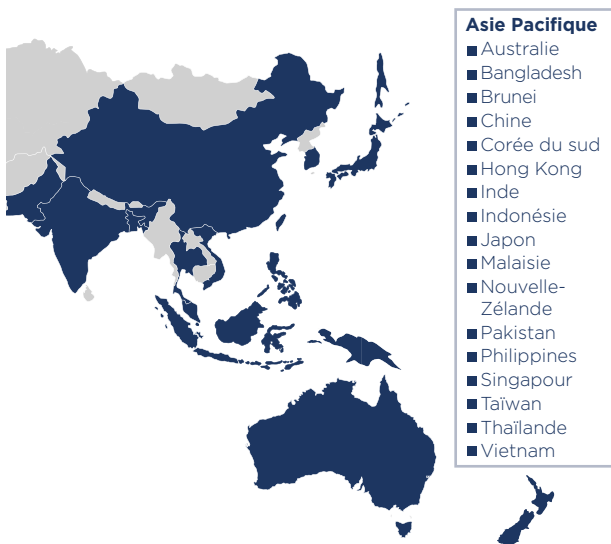 Asie Pacifique
Australie
Bangladesh
Brunei
Chine
Corée du sud
Hong Kong
Inde
Indonésie
Japon
Malaisie
Nouvelle-
Zélande
Pakistan
Philippines
Singapour
Taïwan
Thaïlande
Vietnam